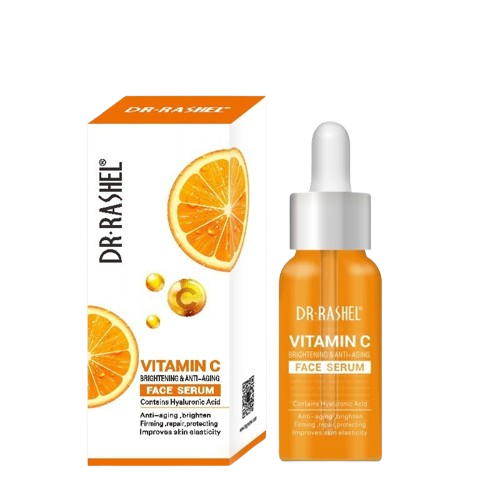 DR·RASHEL®
DR·RASHEL®
C
VITAMIN C
BRIGHTENING & ANTI-AGING
FACE SERUM
Contains Hyaluronic Acid
Anti-aging ,brighten
Firming ,repair,protecting
Improves skin elasticity
DR·RASHEL®
VITAMIN C
BRIGHTENING & ANTI-AGING
FACE SERUM
Contains Hyaluronic Acid
Anti-aging ,brighten
Firming ,repair,protecting
Improves skin elasticity